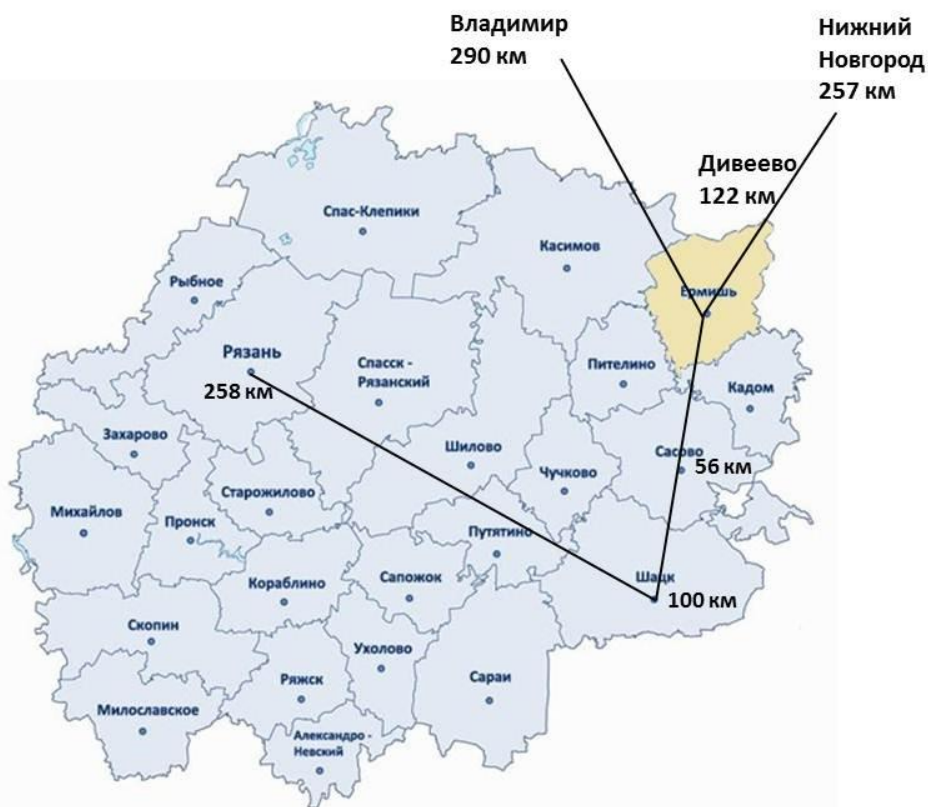 Владимир
290 км
Нижний
Новгород
257 км
Дивеево
122 км
Спас-Клепики
Касимов
Рыбное
Ермишь
Рязань
258 км
Спасск -
Рязанский
Пителино
Кадом
Захарово
Шилово
Сасово
56 км
Чучково
Старожилово
Михайлов
Пронск
Путятино
Кораблино
Сапожок
Шацк
100 км
Скопин
Ухолово
Ряжск
Сараи
Милославское
Александро -
Невский